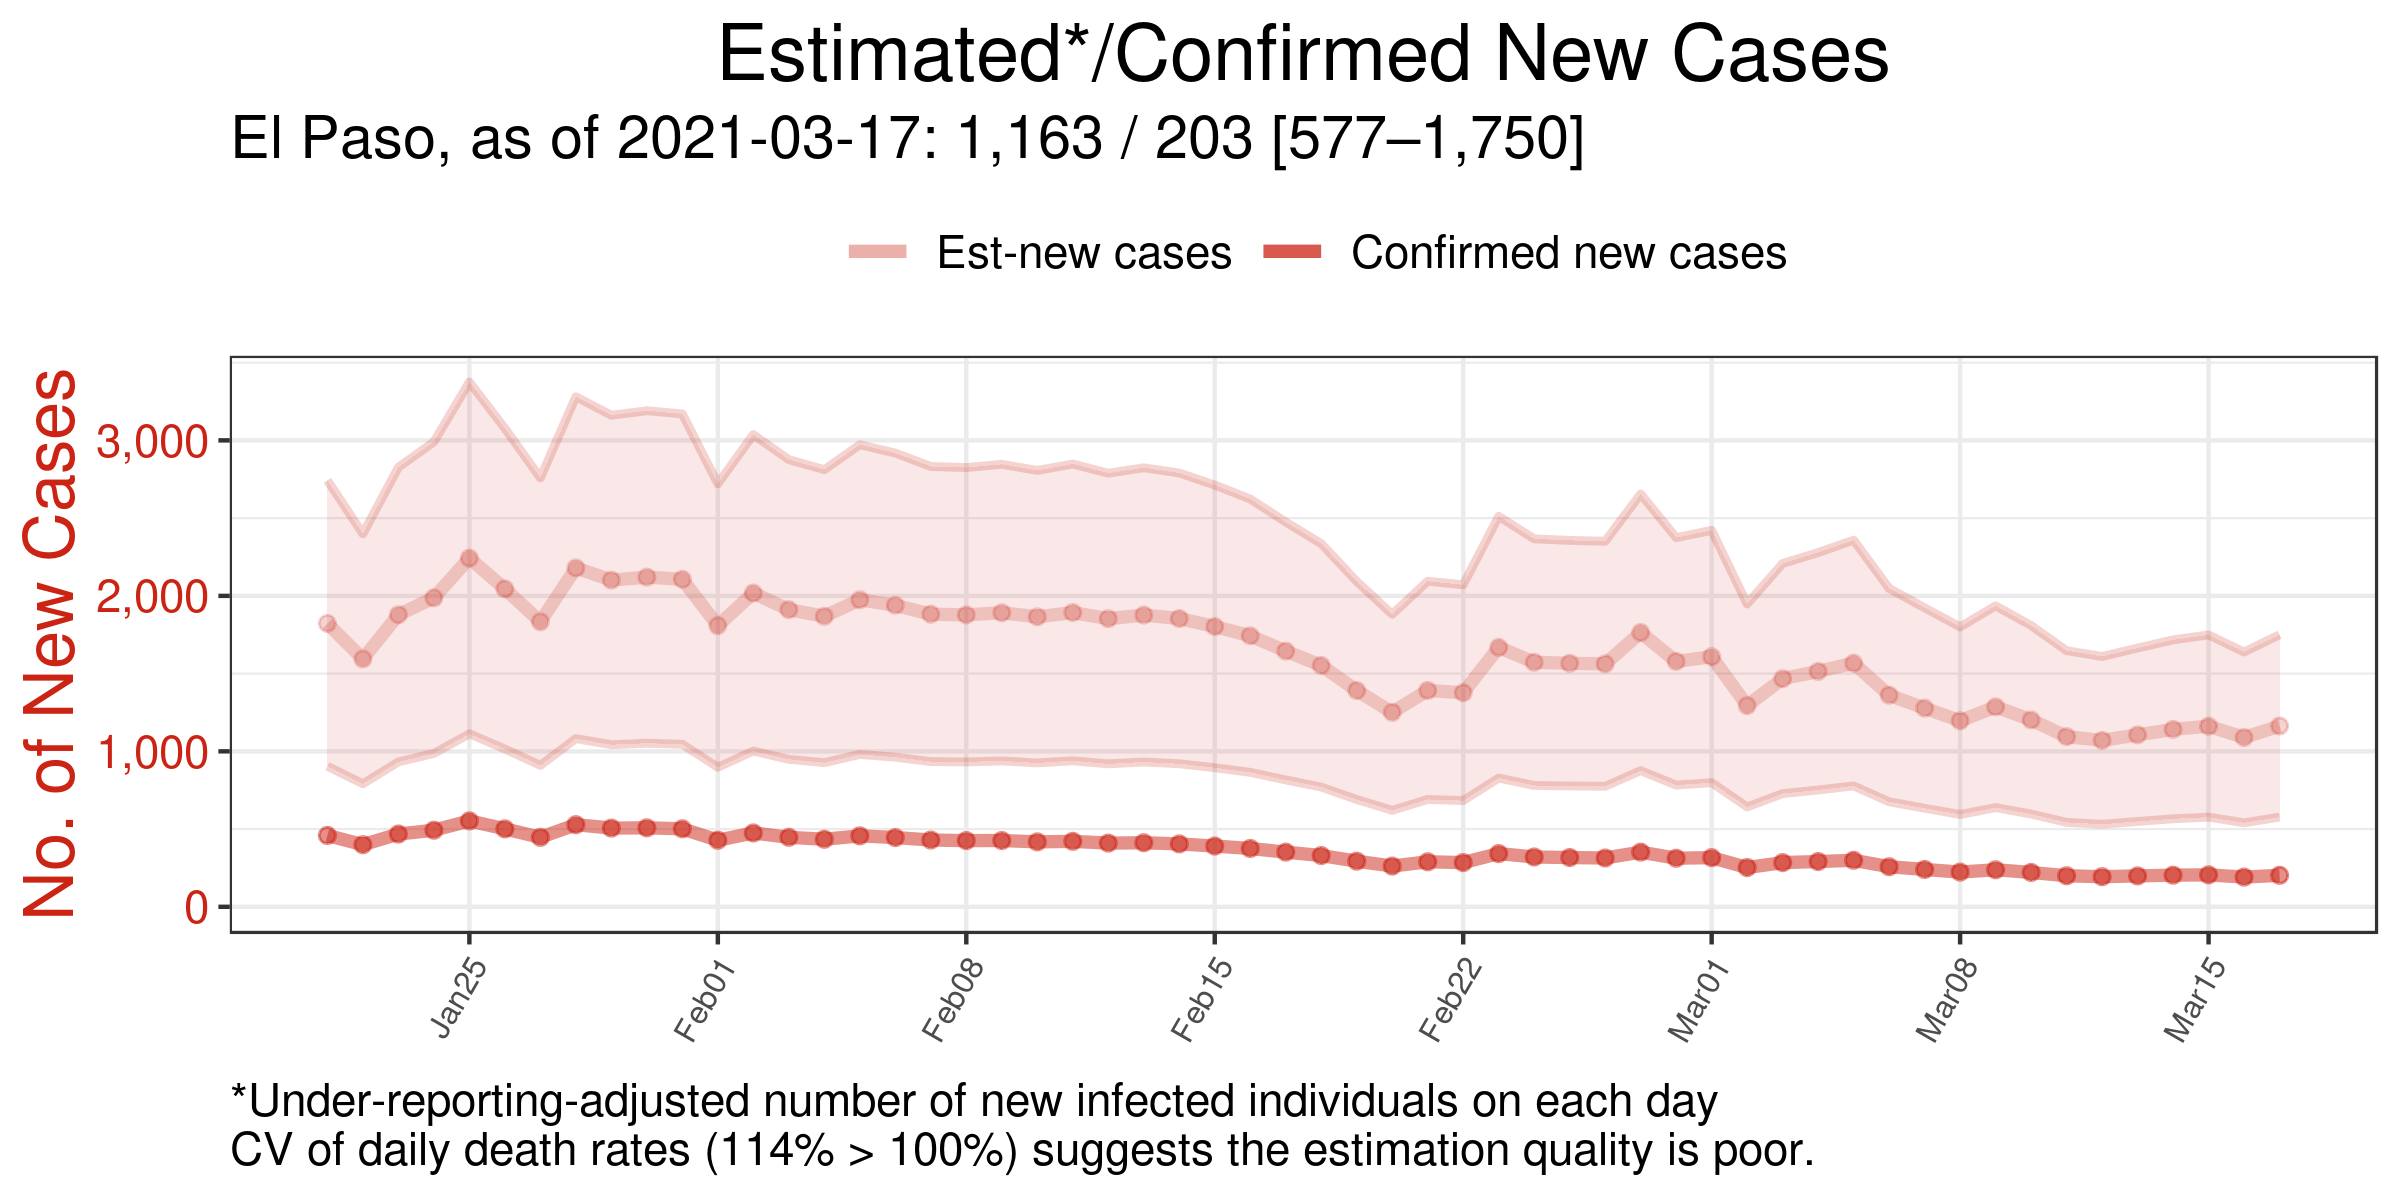 Estimated*/Confirmed New Cases
El Paso, as of 2021-03-17: 1,163 / 203 [577–1,750]
Est-new cases
Confirmed new cases
No. of New Cases
3,000
2,000
1,000
0
Jan25
Feb01
Feb08
Feb15
Feb22
Mar01
Mar08
Mar15
*Under-reporting-adjusted number of new infected individuals on each day
CV of daily death rates (114% > 100%) suggests the estimation quality is poor.